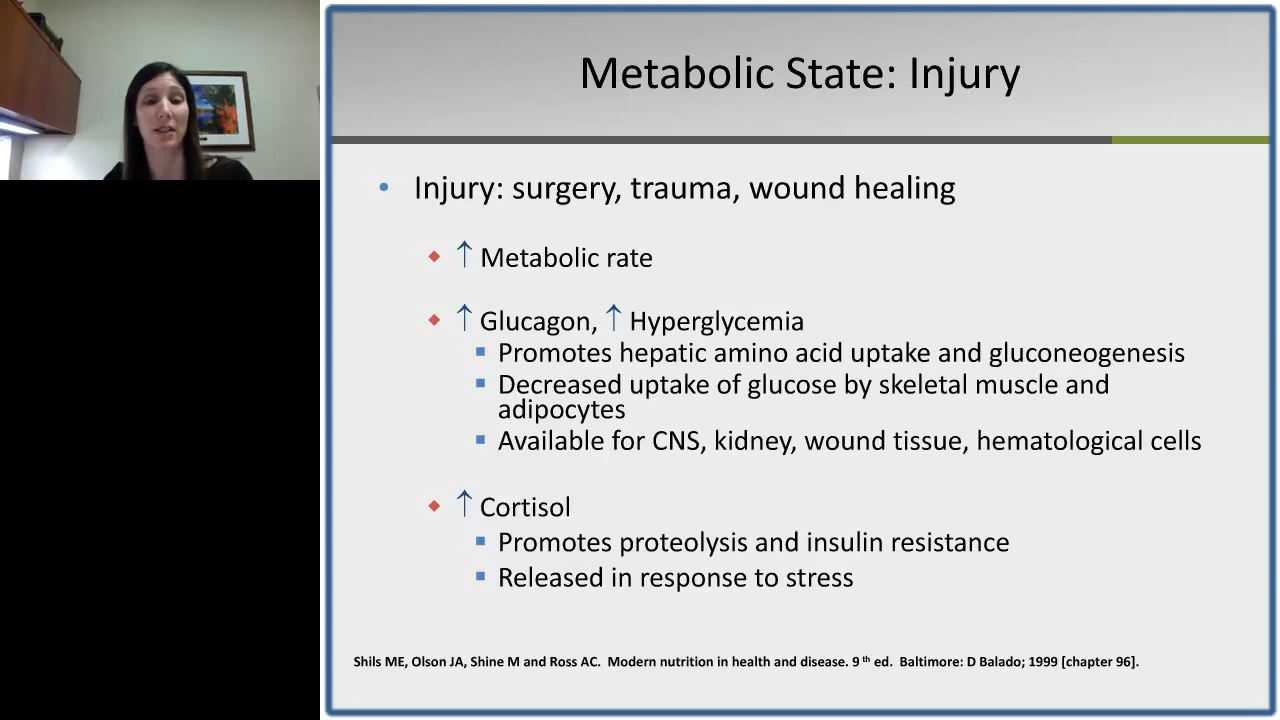 Metabolic State: Injury
• Injury: surgery, trauma, wound healing
↑ Metabolic rate
↑ Glucagon, ↑ Hyperglycemia
Promotes hepatic amino acid uptake and gluconeogenesis
Decreased uptake of glucose by skeletal muscle and
adipocytes
Available for CNS, kidney, wound tissue, hematological cells
↑ Cortisol
Promotes proteolysis and insulin resistance
Released in response to stress
Shils ME, Olson JA, Shine M and Ross AC. Modern nutrition in health and disease. 9 th ed. Baltimore: D Balado; 1999 [chapter 96].